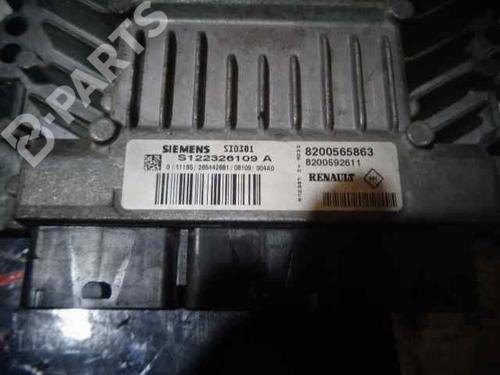 B-PARTS
SIEMENS SID301
S122326109 A
8200565863
8200592611
RENAULT